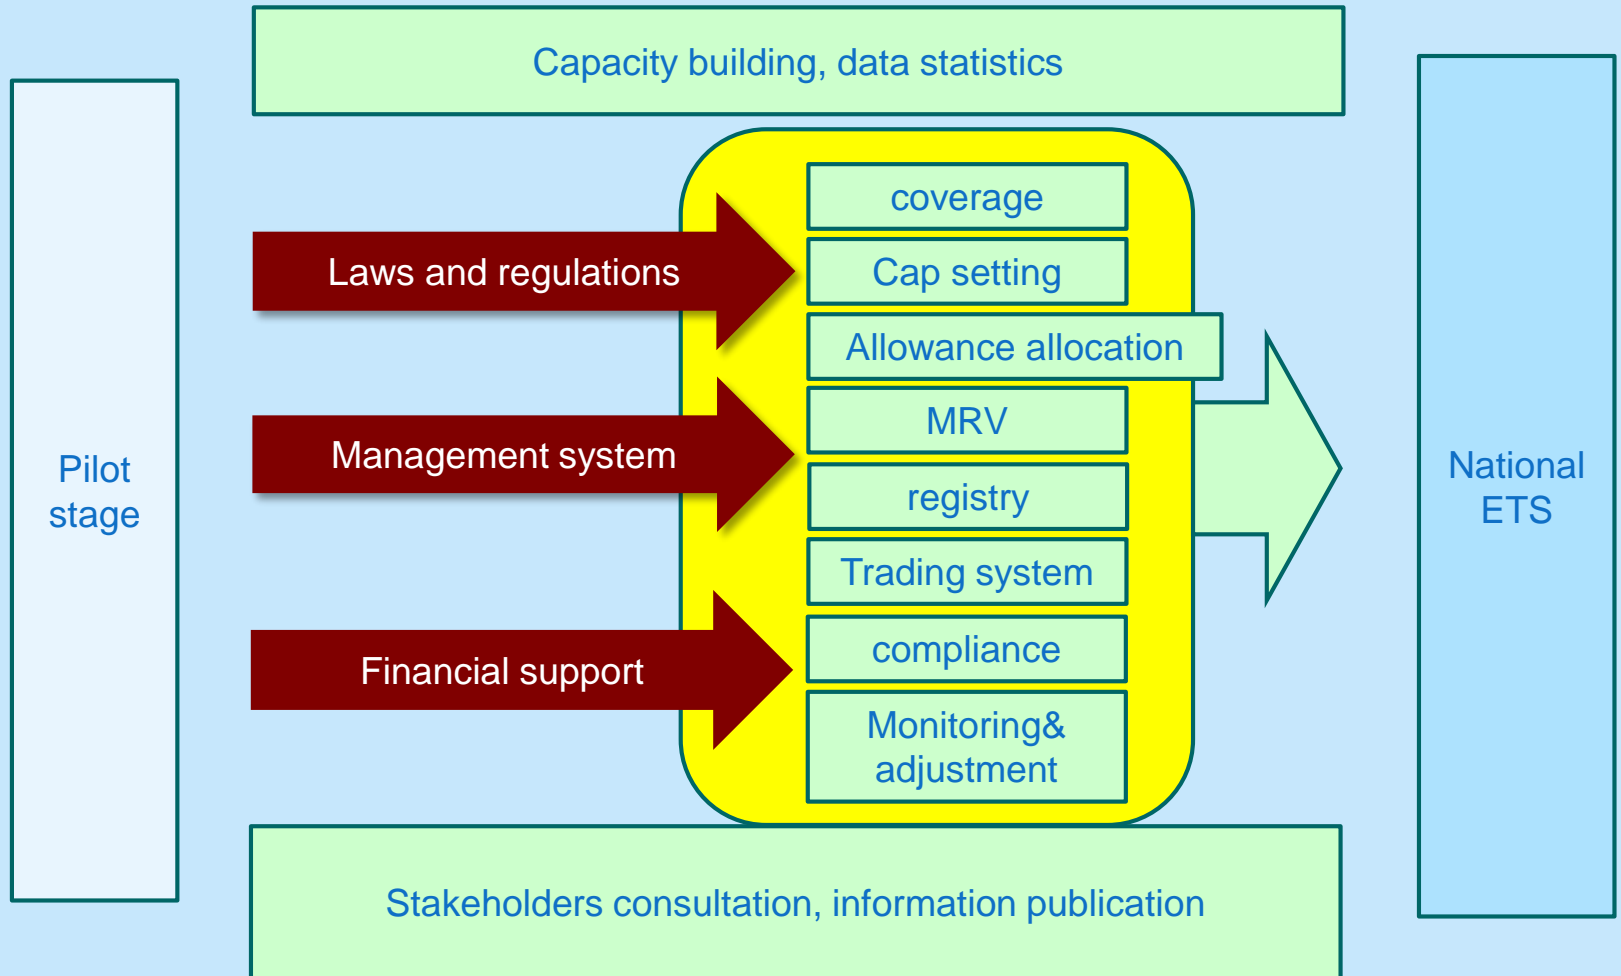 Capacity building, data statistics
Pilot
stage
Laws and regulations
Management system
Financial support
coverage
Cap setting
Allowance allocation
MRV
registry
Trading system
compliance
Monitoring&
adjustment
National
ETS
Stakeholders consultation, information publication